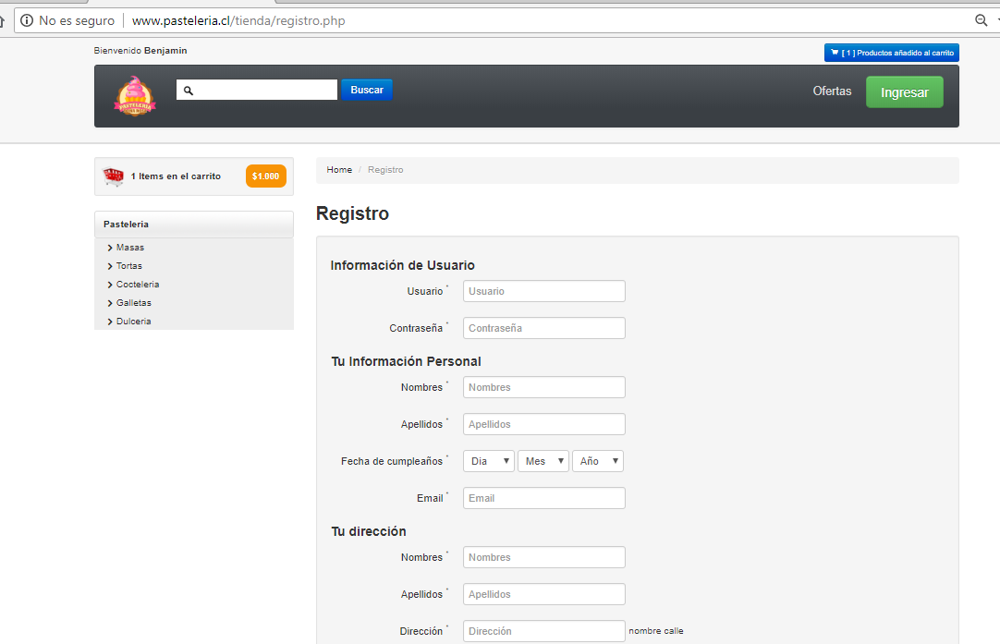 No es seguro www.pasteleria.cl/tienda/registro.php
Bienvenido Benjamin
[ 1 ] Productos añadido al carrito
PASTELERIA
Buscar
Ofertas
Ingresar
1 Items en el carrito
$1.000
Home / Registro
Pasteleria
Masas
Tortas
Cocteleria
Galletas
Dulceria
Registro
Información de Usuario
Usuario * Usuario
Contraseña * Contraseña
Tu Información Personal
Nombres * Nombres
Apellidos * Apellidos
Fecha de cumpleaños * Dia Mes Año
Email * Email
Tu dirección
Nombres * Nombres
Apellidos * Apellidos
Dirección * Dirección nombre calle